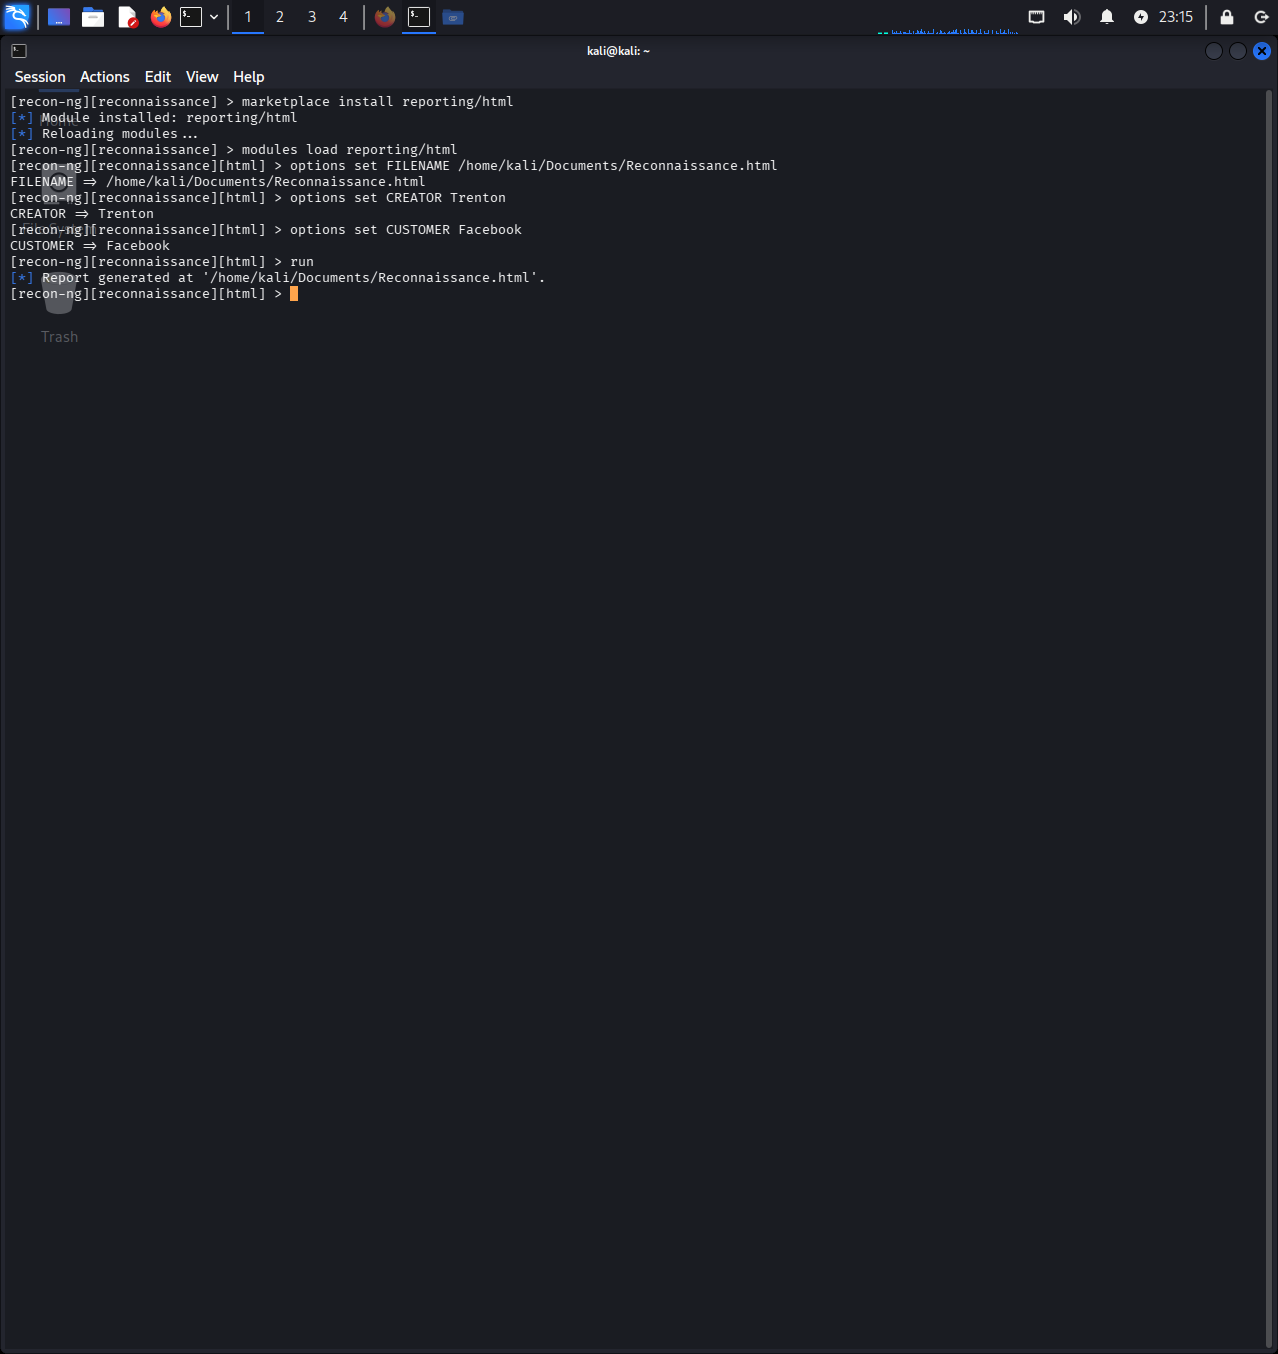 1 2 3 4 23:15
kali@kali: ~
Session Actions Edit View Help
[recon-ng][reconnaissance] > marketplace install reporting/html
[*] Module installed: reporting/html
[*] Reloading modules...
[recon-ng][reconnaissance] > modules load reporting/html
[recon-ng][reconnaissance][html] > options set FILENAME /home/kali/Documents/Reconnaissance.html
FILENAME => /home/kali/Documents/Reconnaissance.html
[recon-ng][reconnaissance][html] > options set CREATOR Trenton
CREATOR => Trenton
[recon-ng][reconnaissance][html] > options set CUSTOMER Facebook
CUSTOMER => Facebook
[recon-ng][reconnaissance][html] > run
[*] Report generated at '/home/kali/Documents/Reconnaissance.html'.
[recon-ng][reconnaissance][html] >
Home
File System
Trash